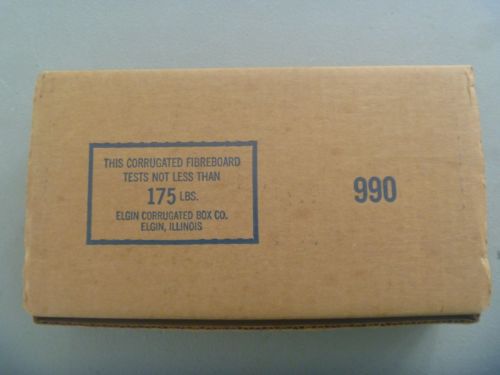 THIS CORRUGATED FIBREBOARD
TESTS NOT LESS THAN
175 LBS.
ELGIN CORRUGATED BOX CO.
ELGIN, ILLINOIS
990